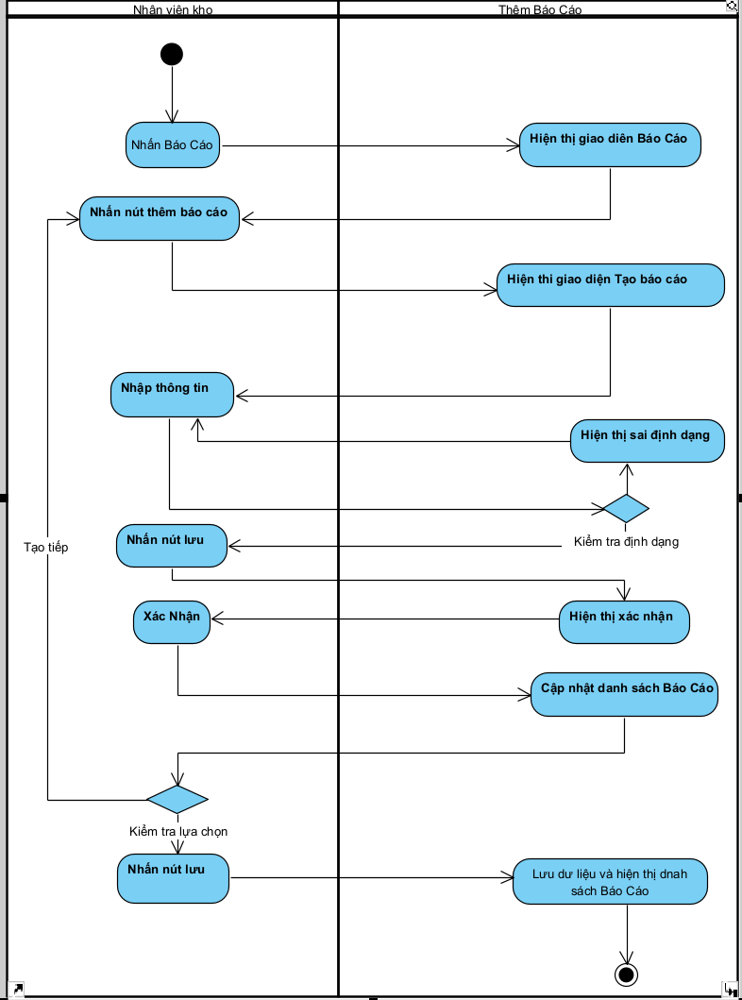 Nhân viên kho
Thêm Báo Cáo
Nhấn Báo Cáo
Hiện thị giao diên Báo Cáo
Nhấn nút thêm báo cáo
Hiện thi giao diện Tạo báo cáo
Nhập thông tin
Hiện thị sai định dạng
Kiểm tra định dạng
Nhấn nút lưu
Tạo tiếp
Xác Nhận
Hiện thị xác nhận
Cập nhật danh sách Báo Cáo
Kiểm tra lựa chọn
Nhấn nút lưu
Lưu dư liệu và hiện thị dnah
sách Báo Cáo